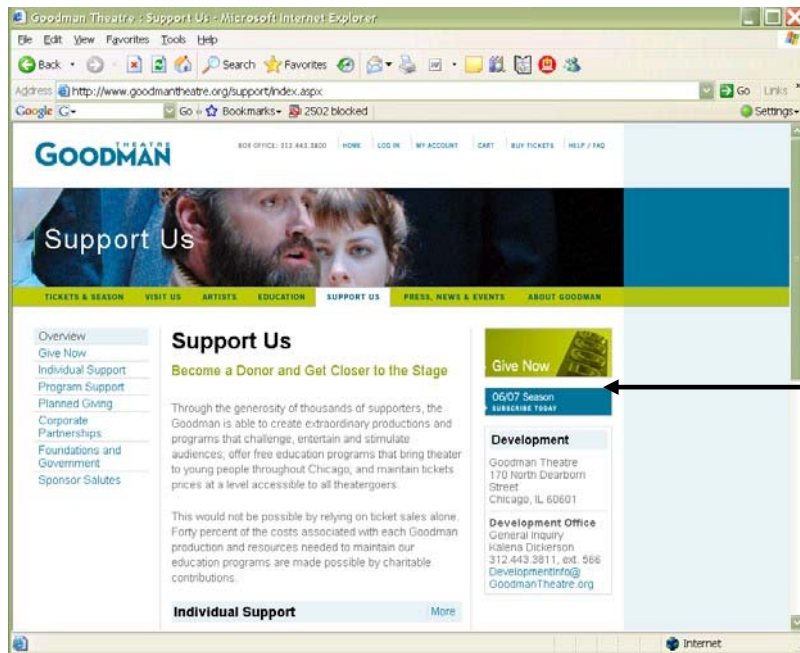 Goodman Theatre : Support Us - Microsoft Internet Explorer
File Edit View Favorites Tools Help
Back Search Favorites
Address http://www.goodmantheatre.org/support/index.aspx Go Links
Google G Go Bookmarks 2502 blocked Settings
GOODMAN THEATRE
BOX OFFICE: 312.443.3800 HOME LOG IN MY ACCOUNT CART BUY TICKETS HELP / FAQ
Support Us
TICKETS & SEASON VISIT US ARTISTS EDUCATION SUPPORT US PRESS, NEWS & EVENTS ABOUT GOODMAN
Overview
Give Now
Individual Support
Program Support
Planned Giving
Corporate
Partnerships
Foundations and
Government
Sponsor Salutes
Support Us
Become a Donor and Get Closer to the Stage
Through the generosity of thousands of supporters, the
Goodman is able to create extraordinary productions and
programs that challenge, entertain and stimulate
audiences; offer free education programs that bring theater
to young people throughout Chicago; and maintain tickets
prices at a level accessible to all theatergoers.
This would not be possible by relying on ticket sales alone.
Forty percent of the costs associated with each Goodman
production and resources needed to maintain our
education programs are made possible by charitable
contributions.
Individual Support More
Give Now
06/07 Season
SUBSCRIBE TODAY
Development
Goodman Theatre
170 North Dearborn
Street
Chicago, IL 60601
Development Office
General Inquiry
Kalena Dickerson
312.443.3811, ext. 566
DevelopmentInfo@
GoodmanTheatre.org
Internet